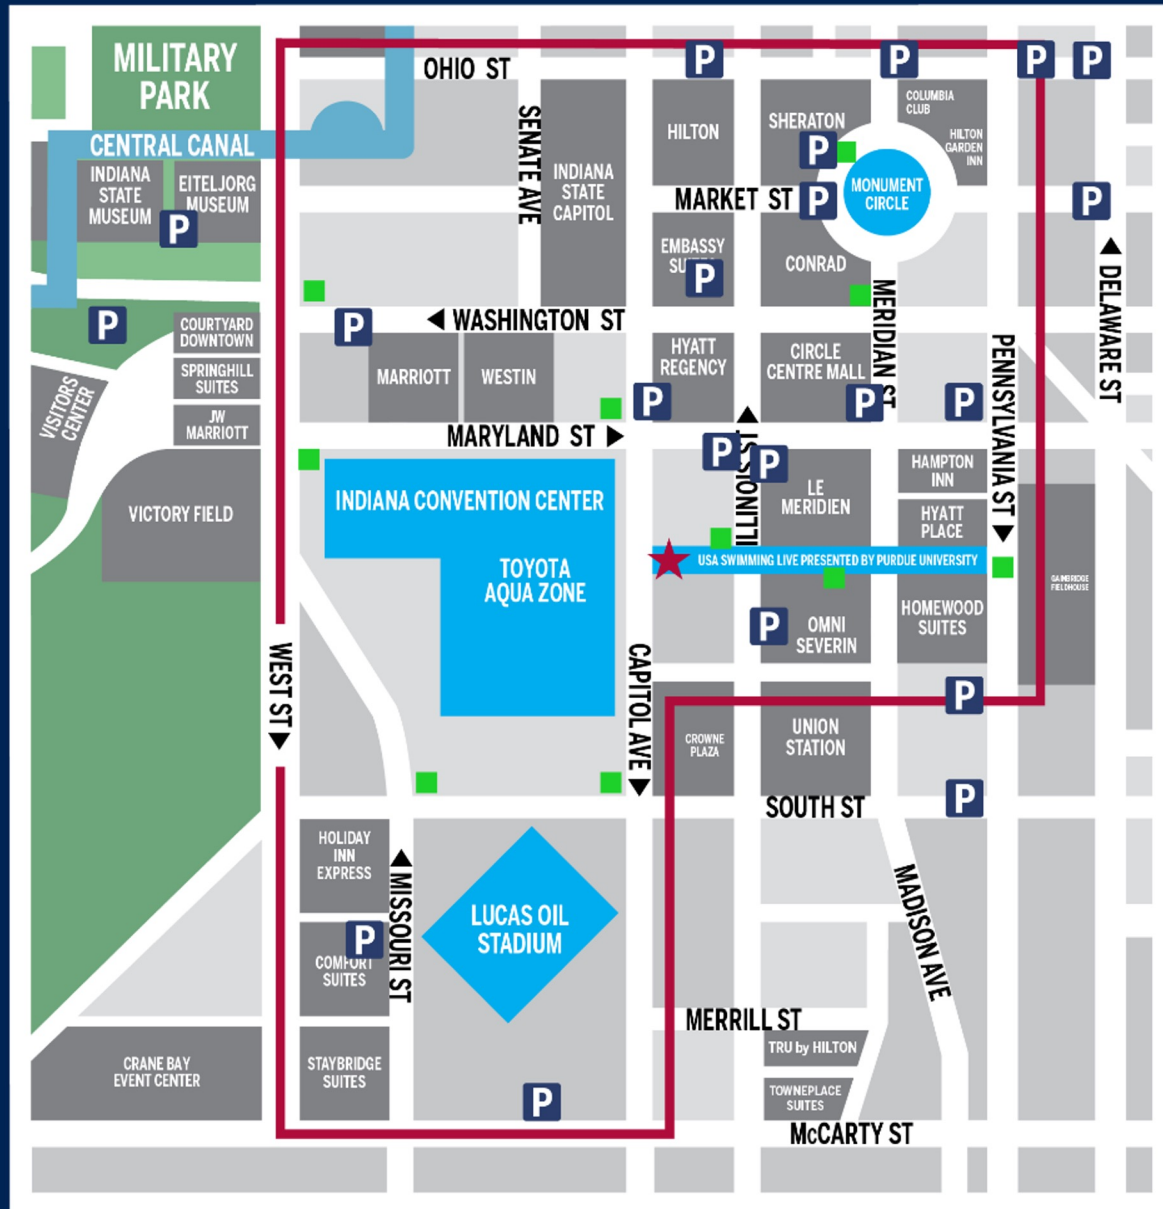 MILITARY
PARK
OHIO ST
P
P
P
P
CENTRAL CANAL
INDIANA
STATE
MUSEUM
EITELJORG
MUSEUM
P
SENATE AVE
INDIANA
STATE
CAPITOL
HILTON
SHERATON
P
COLUMBIA
CLUB
HILTON
GARDEN
INN
MARKET ST
P
MONUMENT
CIRCLE
P
EMBASSY
SUITES
P
CONRAD
MERIDIAN ST
DELAWARE ST
P
COURTYARD
DOWNTOWN
P
WASHINGTON ST
SPRINGHILL
SUITES
JW
MARRIOTT
VISITORS
CENTER
MARRIOTT
WESTIN
HYATT
REGENCY
P
CIRCLE
CENTRE MALL
P
P
PENNSYLVANIA ST
MARYLAND ST
P
P
ILLINOIS ST
VICTORY FIELD
INDIANA CONVENTION CENTER
TOYOTA
AQUA ZONE
LE
MERIDIEN
HAMPTON
INN
HYATT
PLACE
USA SWIMMING LIVE PRESENTED BY PURDUE UNIVERSITY
GAINBRIDGE
FIELDHOUSE
P
OMNI
SEVERIN
HOMEWOOD
SUITES
WEST ST
CAPITOL AVE
P
CROWNE
PLAZA
UNION
STATION
P
SOUTH ST
HOLIDAY
INN
EXPRESS
MISSOURI ST
P
COMFORT
SUITES
LUCAS OIL
STADIUM
MADISON AVE
MERRILL ST
TRU by HILTON
CRANE BAY
EVENT CENTER
STAYBRIDGE
SUITES
P
TOWNEPLACE
SUITES
McCARTY ST